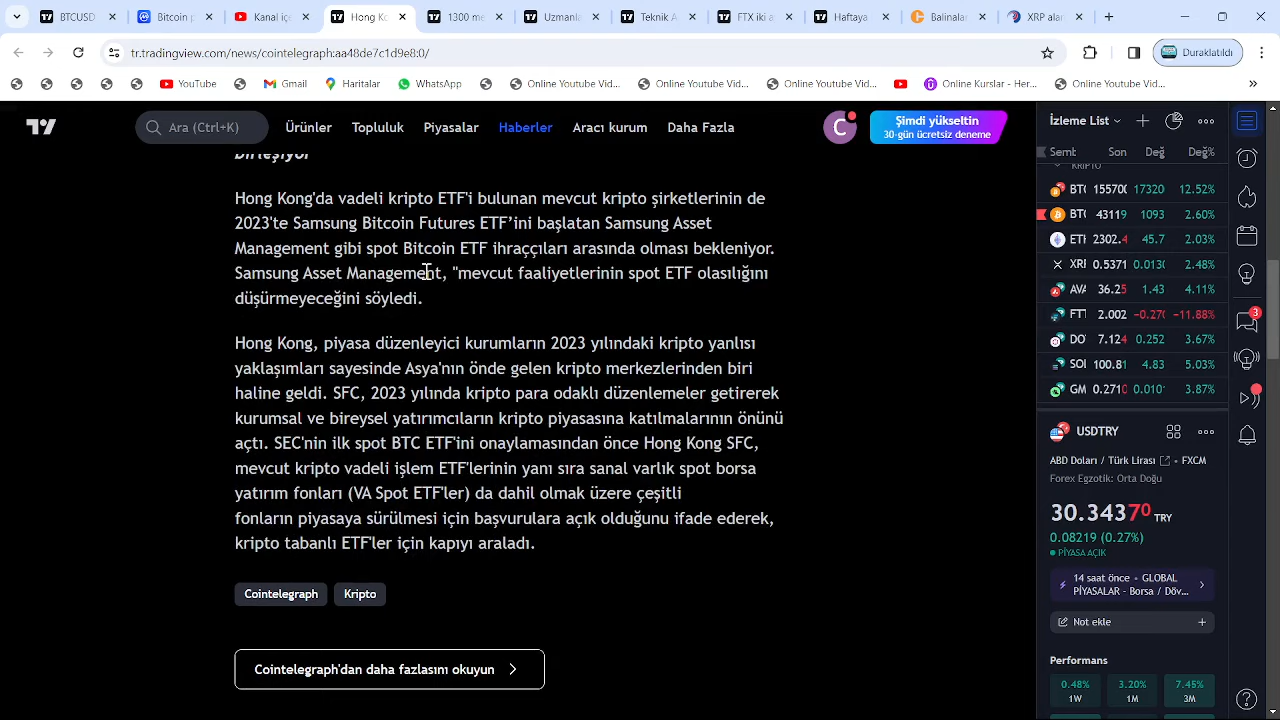 BTCUSD
Bitcoin p
Kanal iç
Hong Ko
1300 m
Uzmanla
Teknik A
FTX iki a
Haftaya
Balinalar
XRP alar
tr.tradingview.com/news/cointelegraph:aa48de7c1d9e8:0/
Duraklatıldı
YouTube
Gmail
Haritalar
WhatsApp
Online Youtube Vid...
Online Youtube Vid...
Online Youtube Vid...
Online Kurslar - Her...
Online Youtube Vid...
Ara (Ctrl+K)
Ürünler
Topluluk
Piyasalar
Haberler
Aracı kurum
Daha Fazla
C
Şimdi yükseltin
30-gün ücretsiz deneme
Birleşiyor
Hong Kong'da vadeli kripto ETF'i bulunan mevcut kripto şirketlerinin de
2023'te Samsung Bitcoin Futures ETF’ini başlatan Samsung Asset
Management gibi spot Bitcoin ETF ihraççıları arasında olması bekleniyor.
Samsung Asset Management, "mevcut faaliyetlerinin spot ETF olasılığını
düşürmeyeceğini söyledi.
Hong Kong, piyasa düzenleyici kurumların 2023 yılındaki kripto yanlısı
yaklaşımları sayesinde Asya'nın önde gelen kripto merkezlerinden biri
haline geldi. SFC, 2023 yılında kripto para odaklı düzenlemeler getirerek
kurumsal ve bireysel yatırımcıların kripto piyasasına katılmalarının önünü
açtı. SEC'nin ilk spot BTC ETF'ini onaylamasından önce Hong Kong SFC,
mevcut kripto vadeli işlem ETF'lerinin yanı sıra sanal varlık spot borsa
yatırım fonları (VA Spot ETF'ler) da dahil olmak üzere çeşitli
fonların piyasaya sürülmesi için başvurulara açık olduğunu ifade ederek,
kripto tabanlı ETF'ler için kapıyı araladı.
Cointelegraph
Kripto
Cointelegraph'dan daha fazlasını okuyun
İzleme List
Semt Son Değ Değ%
KRİPTO
BTC 155700 17320 12.52%
BTC 43119 1093 2.60%
ETH 2302.4 45.7 2.03%
XRI 0.5371 0.0130 2.48%
AVA 36.25 1.43 4.11%
FTT 2.002 −0.270 −11.88%
DO 7.124 0.252 3.67%
SOL 100.81 4.83 5.03%
GM 0.2710 0.0101 3.87%
3
USDTRY
ABD Doları / Türk Lirası • FXCM
Forex Egzotik: Orta Doğu
30.34370 TRY
0.08219 (0.27%)
PİYASA AÇIK
14 saat önce • GLOBAL
PİYASALAR - Borsa / Döv...
Not ekle
Performans
0.48% 3.20% 7.45%
1W 1M 3M